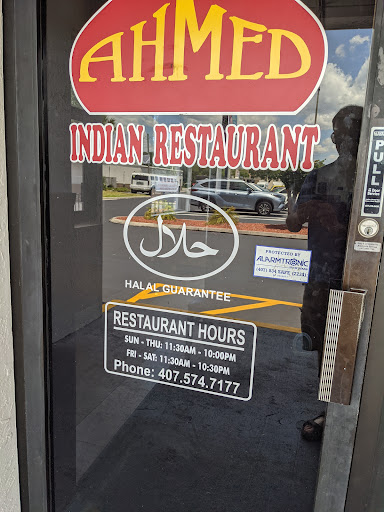 AHMED
INDIAN RESTAURANT
حلال
HALAL GUARANTEE
PROTECTED BY
ALARMTRONIC
RESTAURANT HOURS
SUN - THU: 11:30AM - 10:00PM
FRI - SAT: 11:30AM - 10:30PM
Phone: 407.574.7177
PULL